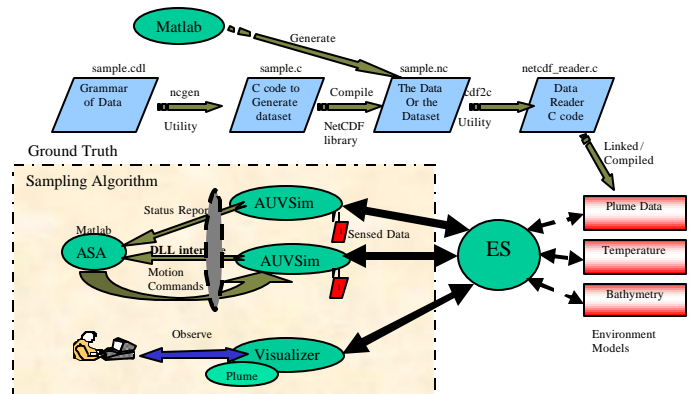 Matlab
Generate
sample.cdl
sample.c
sample.nc
netcdf_reader.c
Grammar
of Data
ncgen
Utility
C code to
Generate
dataset
Compile
NetCDF
library
The Data
Or the
Dataset
cdf2c
Utility
Data
Reader
C code
Linked /
Compiled
Ground Truth
Sampling Algorithm
Status Repor
AUVSim
Sensed Data
Matlab
ASA
DLL interface
AUVSim
Motion
Commands
ES
Plume Data
Temperature
Bathymetry
Environment
Models
Observe
Visualizer
Plume